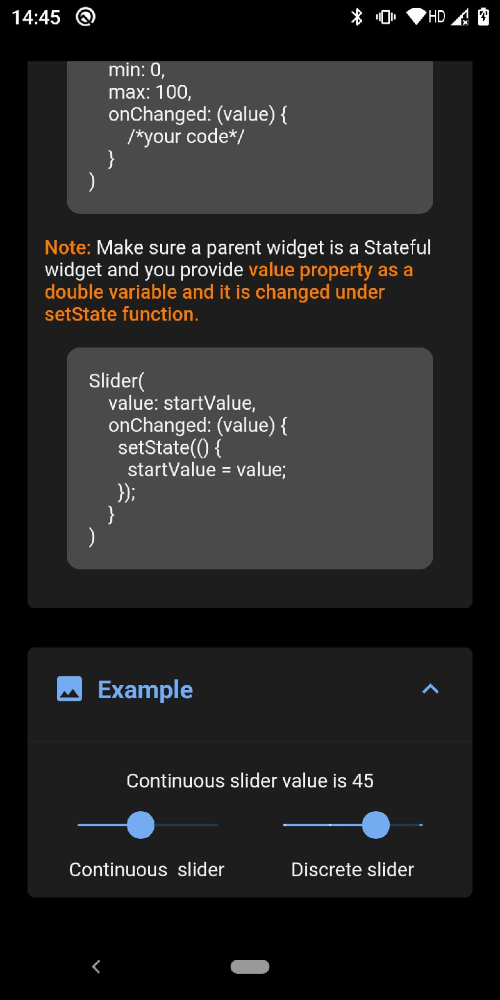 14:45 HD
min: 0,
max: 100,
onChanged: (value) {
/*your code*/
}
)
Note: Make sure a parent widget is a Stateful
widget and you provide value property as a
double variable and it is changed under
setState function.
Slider(
value: startValue,
onChanged: (value) {
setState(() {
startValue = value;
});
}
)
Example
Continuous slider value is 45
Continuous  slider Discrete slider